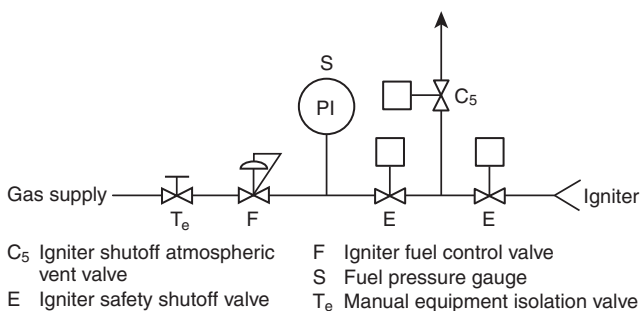 S
PI
C₅
Gas supply
Igniter
Tₑ
F
E
E
C₅ Igniter shutoff atmospheric
vent valve
E Igniter safety shutoff valve
F Igniter fuel control valve
S Fuel pressure gauge
Tₑ Manual equipment isolation valve